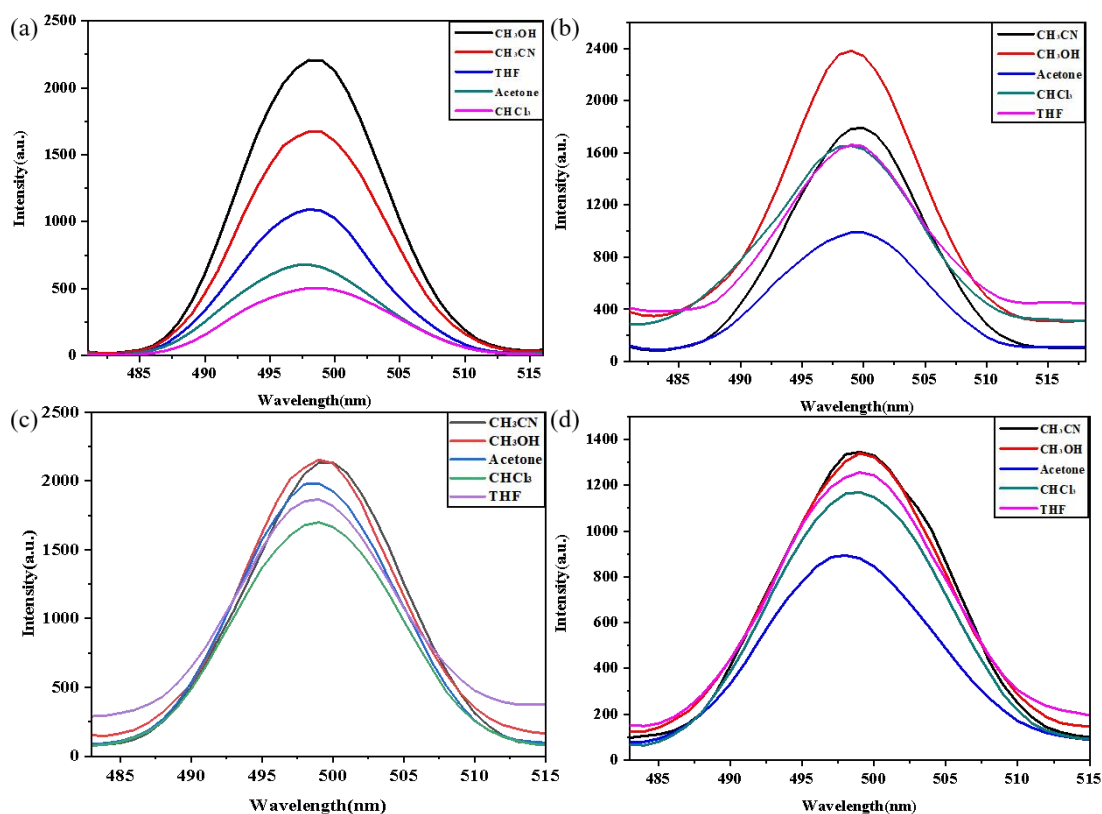 (a)
2500
2000
1500
1000
500
0
Intensity(a.u.)
CH₃OH
CH₃CN
THF
Acetone
CHCl₃
485 490 495 500 505 510 515
Wavelength(nm)
(b)
2400
2000
1600
1200
800
400
0
Intensity(a.u.)
CH₃CN
CH₃OH
Acetone
CHCl₃
THF
485 490 495 500 505 510 515
Wavelength(nm)
(c)
2500
2000
1500
1000
500
0
Intensity(a.u.)
CH₃CN
CH₃OH
Acetone
CHCl₃
THF
485 490 495 500 505 510 515
Wavelength(nm)
(d)
1400
1200
1000
800
600
400
200
0
Intensity(a.u.)
CH₃CN
CH₃OH
Acetone
CHCl₃
THF
485 490 495 500 505 510 515
Wavelength(nm)